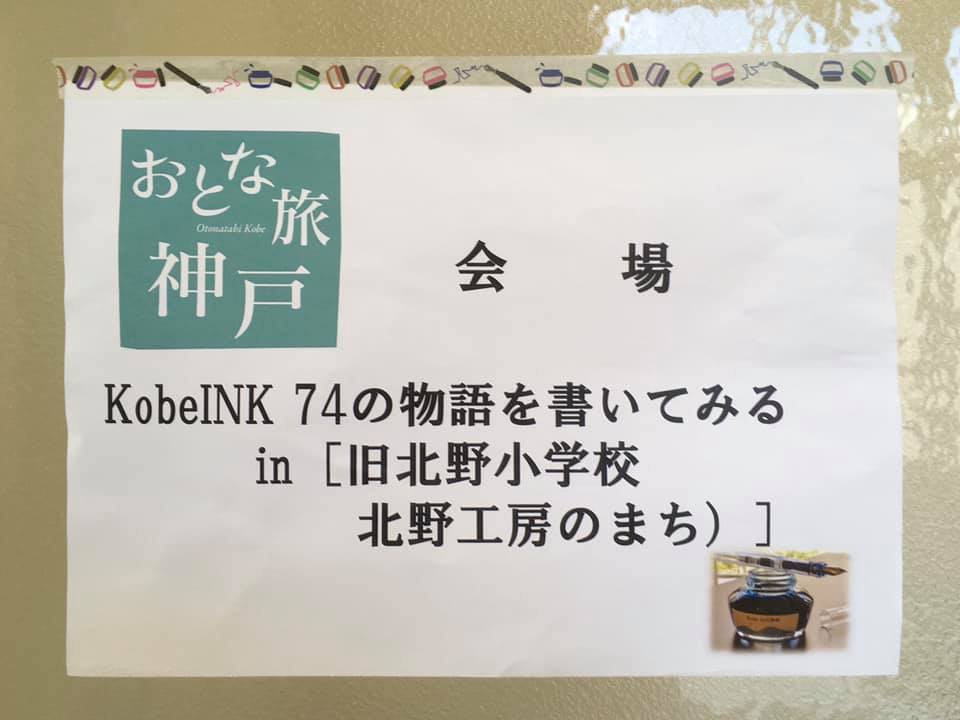 おとな旅
Otonatabi Kobe
神戸
会場
KobeINK 74の物語を書いてみる
in［旧北野小学校
北野工房のまち）］